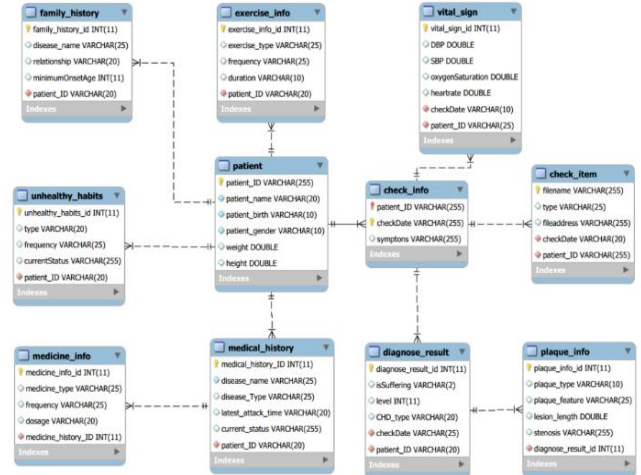 family_history
family_history_id INT(11)
disease_name VARCHAR(25)
relationship VARCHAR(20)
minimumOnsetAge INT(11)
patient_ID VARCHAR(20)
Indexes
exercise_info
exercise_info_id INT(11)
exercise_type VARCHAR(25)
frequency VARCHAR(25)
duration VARCHAR(10)
patient_ID VARCHAR(20)
Indexes
vital_sign
vital_sign_id INT(11)
DBP DOUBLE
SBP DOUBLE
oxygenSaturation DOUBLE
heartrate DOUBLE
checkDate VARCHAR(10)
patient_ID VARCHAR(25)
Indexes
unhealthy_habits
unhealthy_habits_id INT(11)
type VARCHAR(20)
frequency VARCHAR(25)
currentStatus VARCHAR(255)
patient_ID VARCHAR(20)
Indexes
patient
patient_ID VARCHAR(255)
patient_name VARCHAR(20)
patient_birth VARCHAR(10)
patient_gender VARCHAR(10)
weight DOUBLE
height DOUBLE
Indexes
check_info
patient_ID VARCHAR(255)
checkDate VARCHAR(255)
symptons VARCHAR(255)
Indexes
check_item
filename VARCHAR(255)
type VARCHAR(25)
fileaddress VARCHAR(255)
checkDate VARCHAR(20)
patient_ID VARCHAR(255)
Indexes
medicine_info
medicine_info_id INT(11)
medicine_type VARCHAR(25)
frequency VARCHAR(25)
dosage VARCHAR(20)
medicine_history_ID INT(11)
Indexes
medical_history
medical_history_ID INT(11)
disease_name VARCHAR(25)
disease_Type VARCHAR(25)
latest_attack_time VARCHAR(20)
current_status VARCHAR(255)
patient_ID VARCHAR(20)
Indexes
diagnose_result
diagnose_result_id INT(11)
isSuffering VARCHAR(2)
level INT(11)
CHD_type VARCHAR(20)
checkDate VARCHAR(25)
patient_ID VARCHAR(20)
Indexes
plaque_info
plaque_info_id INT(11)
plaque_type VARCHAR(10)
plaque_feature VARCHAR(25)
lesion_length DOUBLE
stenosis VARCHAR(255)
diagnose_result_id INT(11)
Indexes